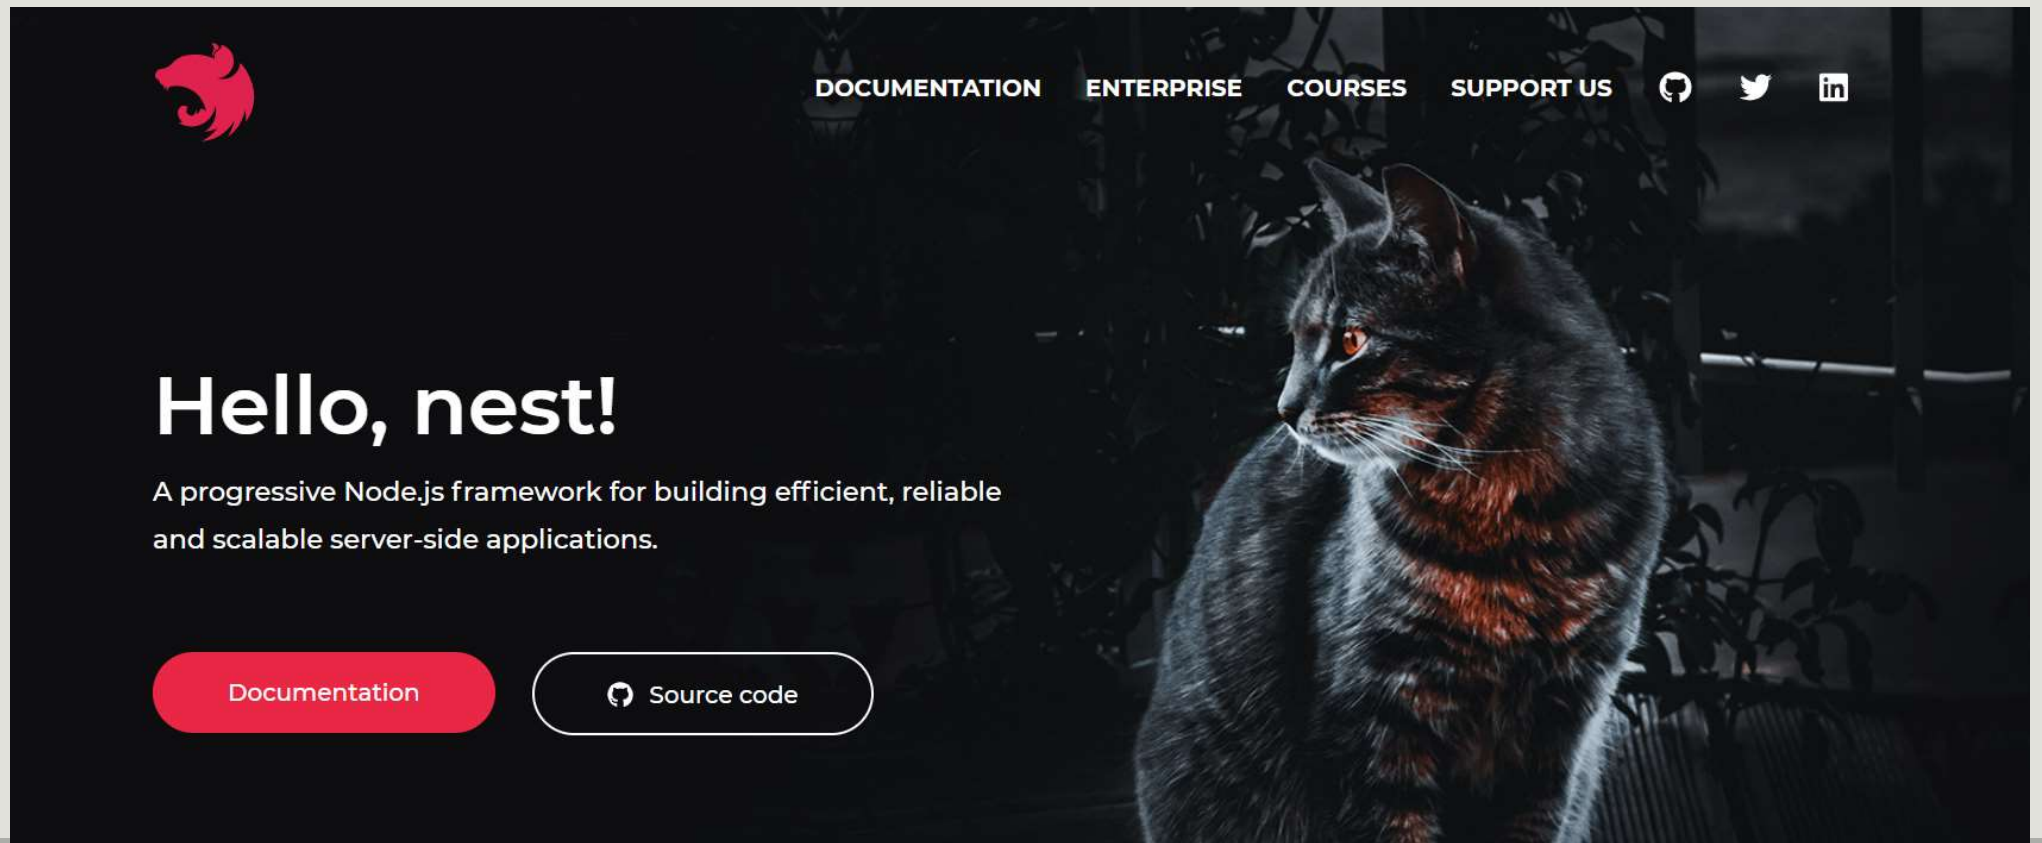 DOCUMENTATION ENTERPRISE COURSES SUPPORT US
Hello, nest!
A progressive Node.js framework for building efficient, reliable
and scalable server-side applications.
Documentation Source code